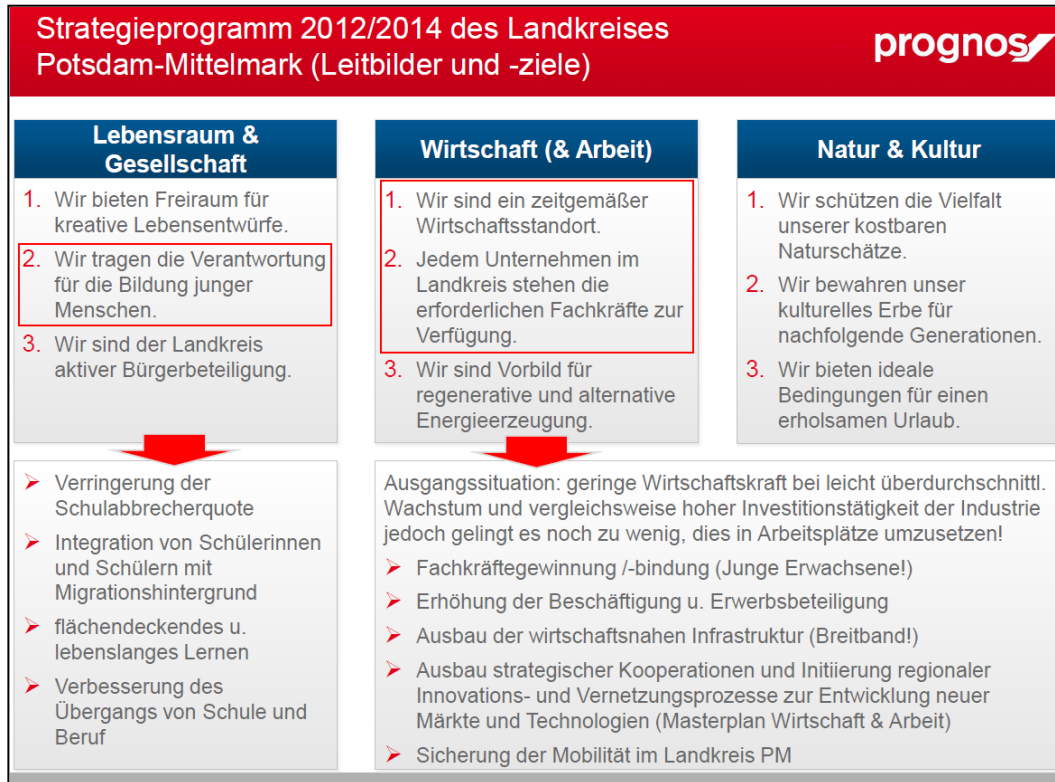 Strategieprogramm 2012/2014 des Landkreises
Potsdam-Mittelmark (Leitbilder und -ziele)
prognos
Lebensraum &
Gesellschaft
1. Wir bieten Freiraum für
kreative Lebensentwürfe.
2. Wir tragen die Verantwortung
für die Bildung junger
Menschen.
3. Wir sind der Landkreis
aktiver Bürgerbeteiligung.
Wirtschaft (& Arbeit)
1. Wir sind ein zeitgemäßer
Wirtschaftsstandort.
2. Jedem Unternehmen im
Landkreis stehen die
erforderlichen Fachkräfte zur
Verfügung.
3. Wir sind Vorbild für
regenerative und alternative
Energieerzeugung.
Natur & Kultur
1. Wir schützen die Vielfalt
unserer kostbaren
Naturschätze.
2. Wir bewahren unser
kulturelles Erbe für
nachfolgende Generationen.
3. Wir bieten ideale
Bedingungen für einen
erholsamen Urlaub.
Verringerung der
Schulabbrecherquote
Integration von Schülerinnen
und Schülern mit
Migrationshintergrund
flächendeckendes u.
lebenslanges Lernen
Verbesserung des
Übergangs von Schule und
Beruf
Ausgangssituation: geringe Wirtschaftskraft bei leicht überdurchschnittl.
Wachstum und vergleichsweise hoher Investitionstätigkeit der Industrie
jedoch gelingt es noch zu wenig, dies in Arbeitsplätze umzusetzen!
Fachkräftegewinnung /-bindung (Junge Erwachsene!)
Erhöhung der Beschäftigung u. Erwerbsbeteiligung
Ausbau der wirtschaftsnahen Infrastruktur (Breitband!)
Ausbau strategischer Kooperationen und Initiierung regionaler
Innovations- und Vernetzungsprozesse zur Entwicklung neuer
Märkte und Technologien (Masterplan Wirtschaft & Arbeit)
Sicherung der Mobilität im Landkreis PM